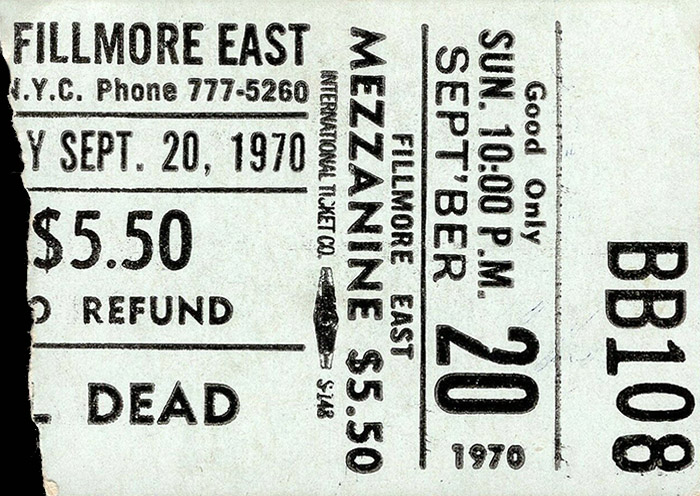 FILLMORE EAST
N.Y.C. Phone 777-5260
Y SEPT. 20, 1970
$5.50
O REFUND
L DEAD
INTERNATIONAL TICKET CO. S-148
MEZZANINE $5.50
FILLMORE EAST
SEPT'BER 20
SUN. 10:00 P.M.
Good Only
1970
BB108